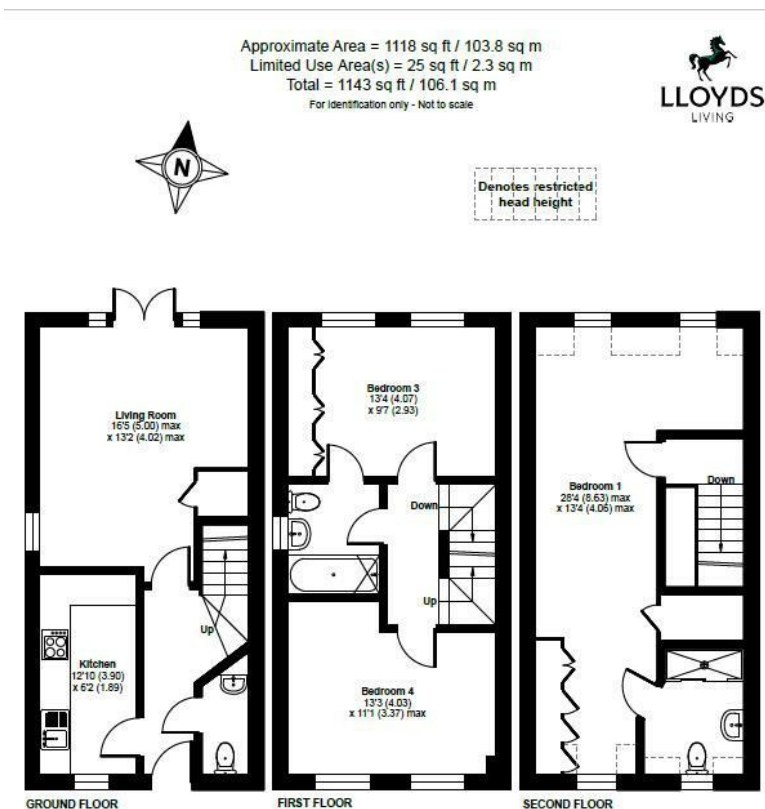 Approximate Area = 1118 sq ft / 103.8 sq m
Limited Use Area(s) = 25 sq ft / 2.3 sq m
Total = 1143 sq ft / 106.1 sq m
For identification only - Not to scale
LLOYDS
LIVING
N
Denotes restricted
head height
Living Room
16'5 (5.00) max
x 13'2 (4.02) max
Up
Kitchen
12'10 (3.90)
x 6'2 (1.89)
GROUND FLOOR
Bedroom 3
13'4 (4.07)
x 9'7 (2.93)
Down
Up
Bedroom 4
13'3 (4.03)
x 11'1 (3.37) max
FIRST FLOOR
Down
Bedroom 1
28'4 (8.63) max
x 13'4 (4.06) max
SECOND FLOOR